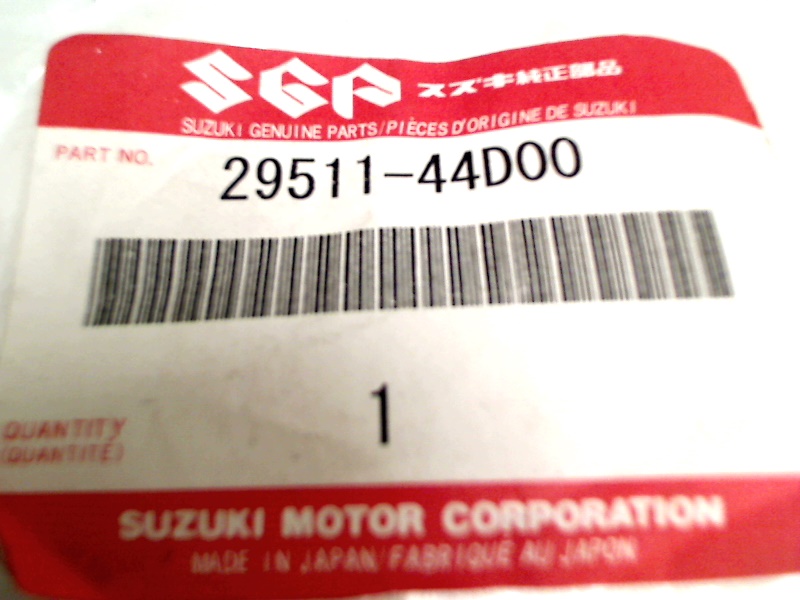 SGP スズキ純正部品
SUZUKI GENUINE PARTS/PIÈCES D'ORIGINE DE SUZUKI
PART NO. 29511-44D00
1
QUANTITY
(QUANTITÉ)
SUZUKI MOTOR CORPORATION
MADE IN JAPAN/FABRIQUÉ AU JAPON